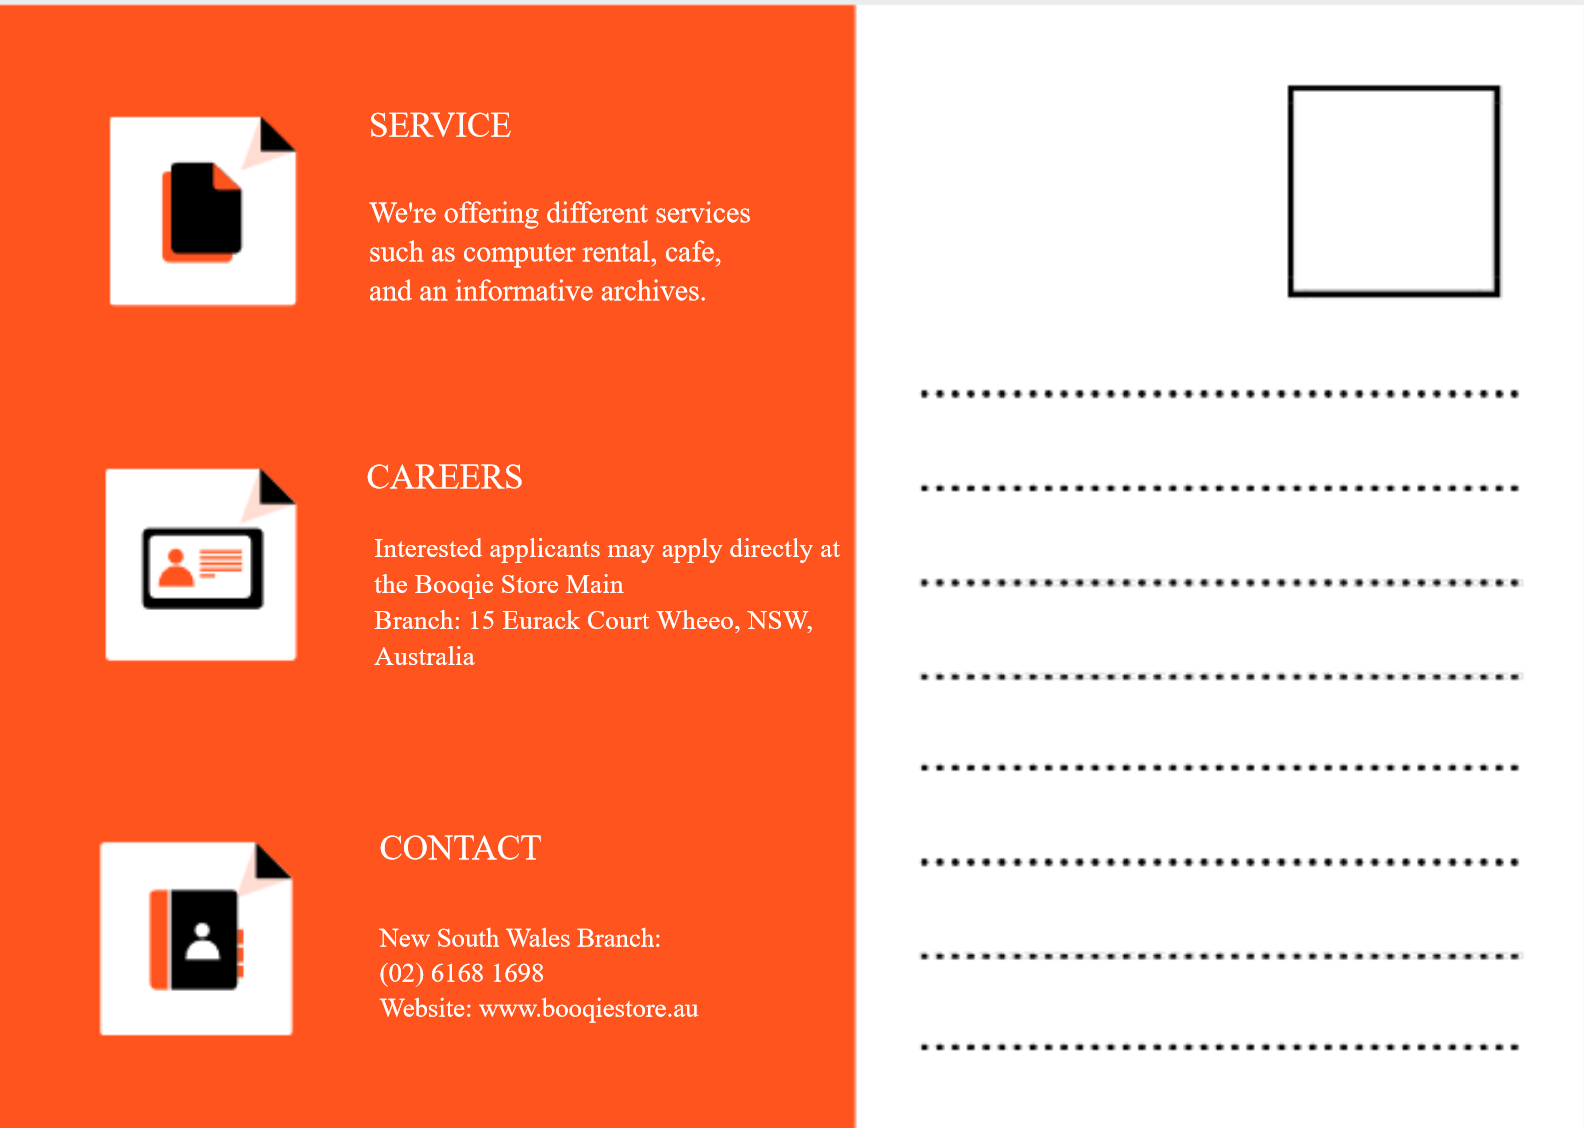 SERVICE
We're offering different services
such as computer rental, cafe,
and an informative archives.
CAREERS
Interested applicants may apply directly at
the Booqie Store Main
Branch: 15 Eurack Court Wheeo, NSW,
Australia
CONTACT
New South Wales Branch:
(02) 6168 1698
Website: www.booqiestore.au